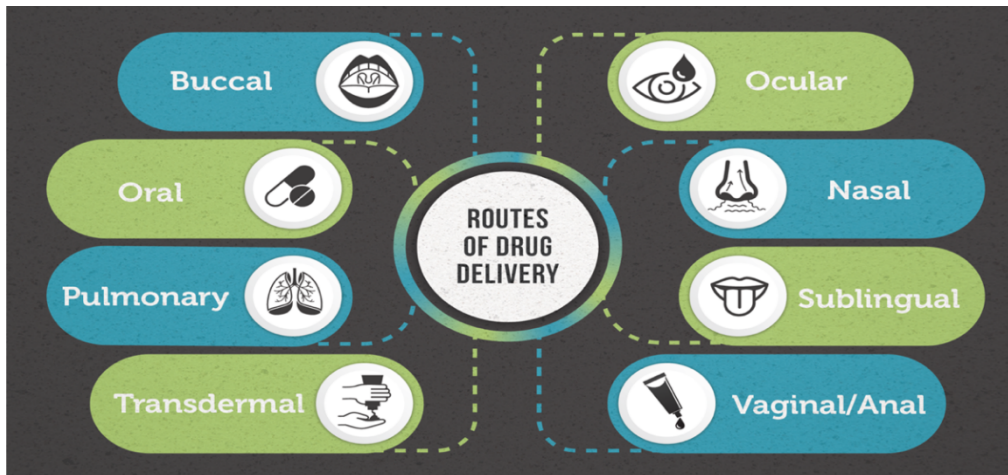 Buccal
Oral
Pulmonary
Transdermal
ROUTES
OF DRUG
DELIVERY
Ocular
Nasal
Sublingual
Vaginal/Anal